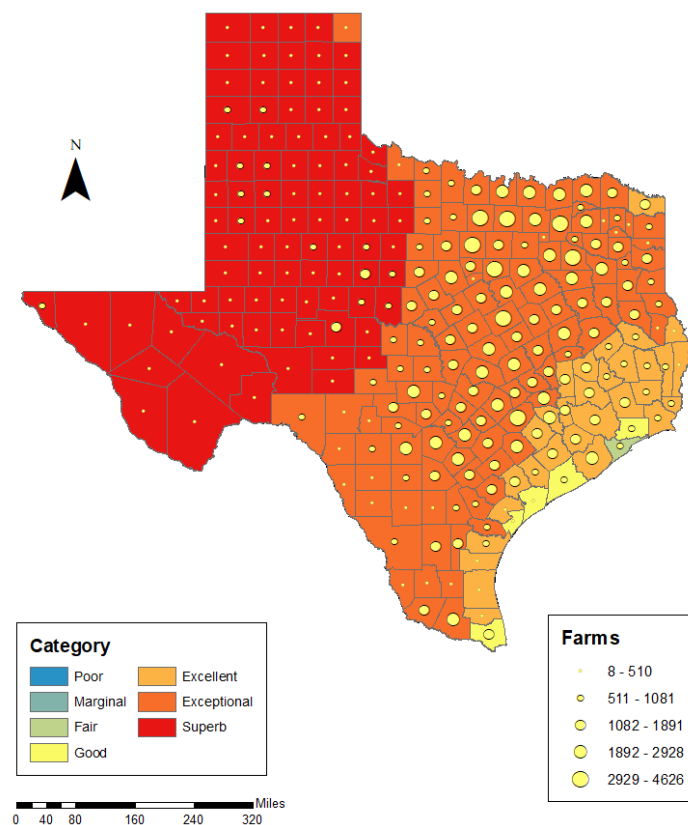 N
Category
Poor
Excellent
Marginal
Exceptional
Fair
Superb
Good
Farms
8 - 510
511 - 1081
1082 - 1891
1892 - 2928
2929 - 4626
Miles
0 40 80 160 240 320